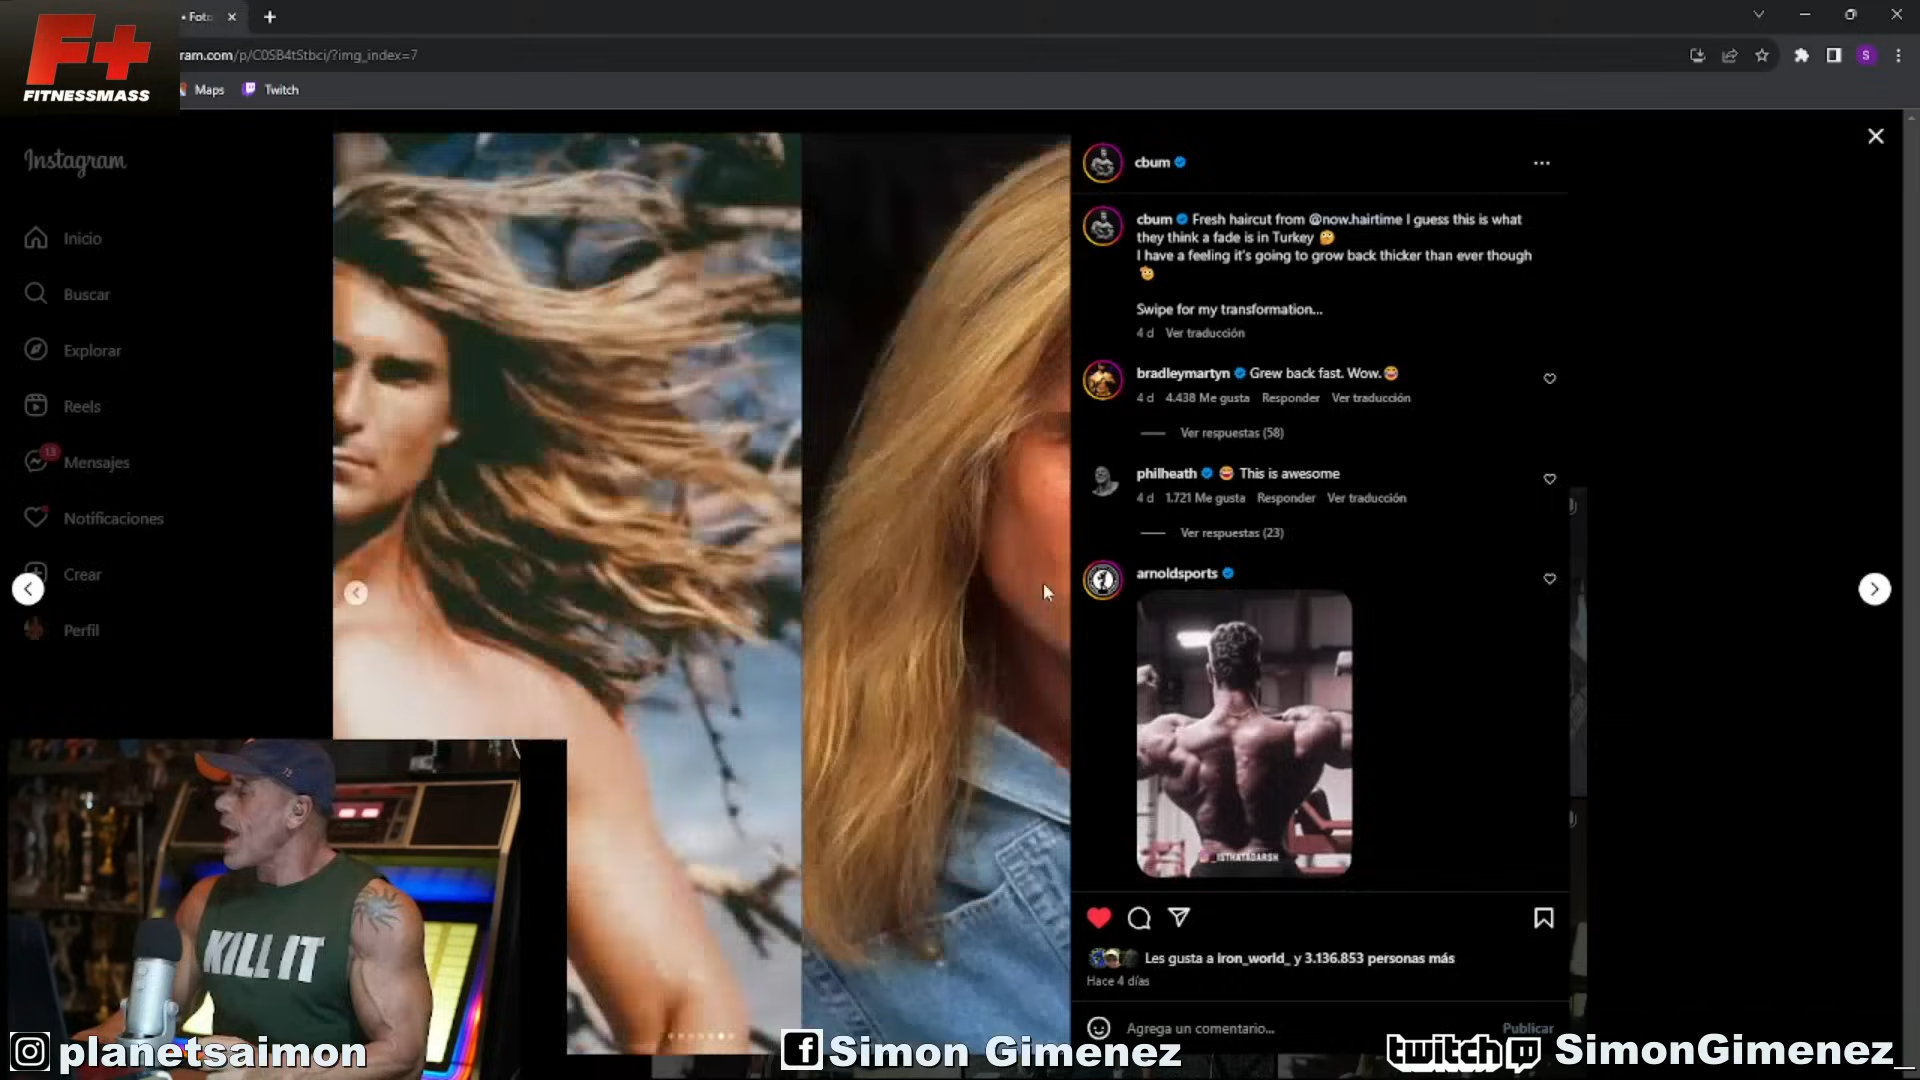 F+
FITNESSMASS
• Foto
ram.com/p/C0SB4tStbci/?img_index=7
Maps
Twitch
S
Instagram
Inicio
Buscar
Explorar
Reels
13
Mensajes
Notificaciones
Crear
Perfil
cbum
cbum Fresh haircut from @now.hairtime I guess this is what
they think a fade is in Turkey
I have a feeling it's going to grow back thicker than ever though
Swipe for my transformation...
4 d Ver traducción
bradleymartyn Grew back fast. Wow.
4 d 4.438 Me gusta Responder Ver traducción
Ver respuestas (58)
philheath This is awesome
4 d 1.721 Me gusta Responder Ver traducción
Ver respuestas (23)
arnoldsports
_ISTHATADARSH
Les gusta a iron_world_ y 3.136.853 personas más
Hace 4 días
Agrega un comentario...
Publicar
KILL IT
planetsaimon
Simon Gimenez
twitch SimonGimenez_